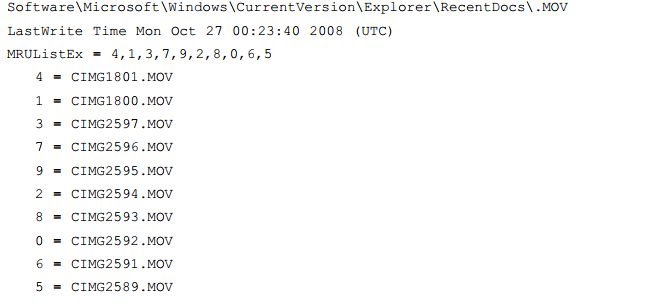 Software\Microsoft\Windows\CurrentVersion\Explorer\RecentDocs\.MOV
LastWrite Time Mon Oct 27 00:23:40 2008 (UTC)
MRUListEx = 4,1,3,7,9,2,8,0,6,5
4 = CIMG1801.MOV
1 = CIMG1800.MOV
3 = CIMG2597.MOV
7 = CIMG2596.MOV
9 = CIMG2595.MOV
2 = CIMG2594.MOV
8 = CIMG2593.MOV
0 = CIMG2592.MOV
6 = CIMG2591.MOV
5 = CIMG2589.MOV